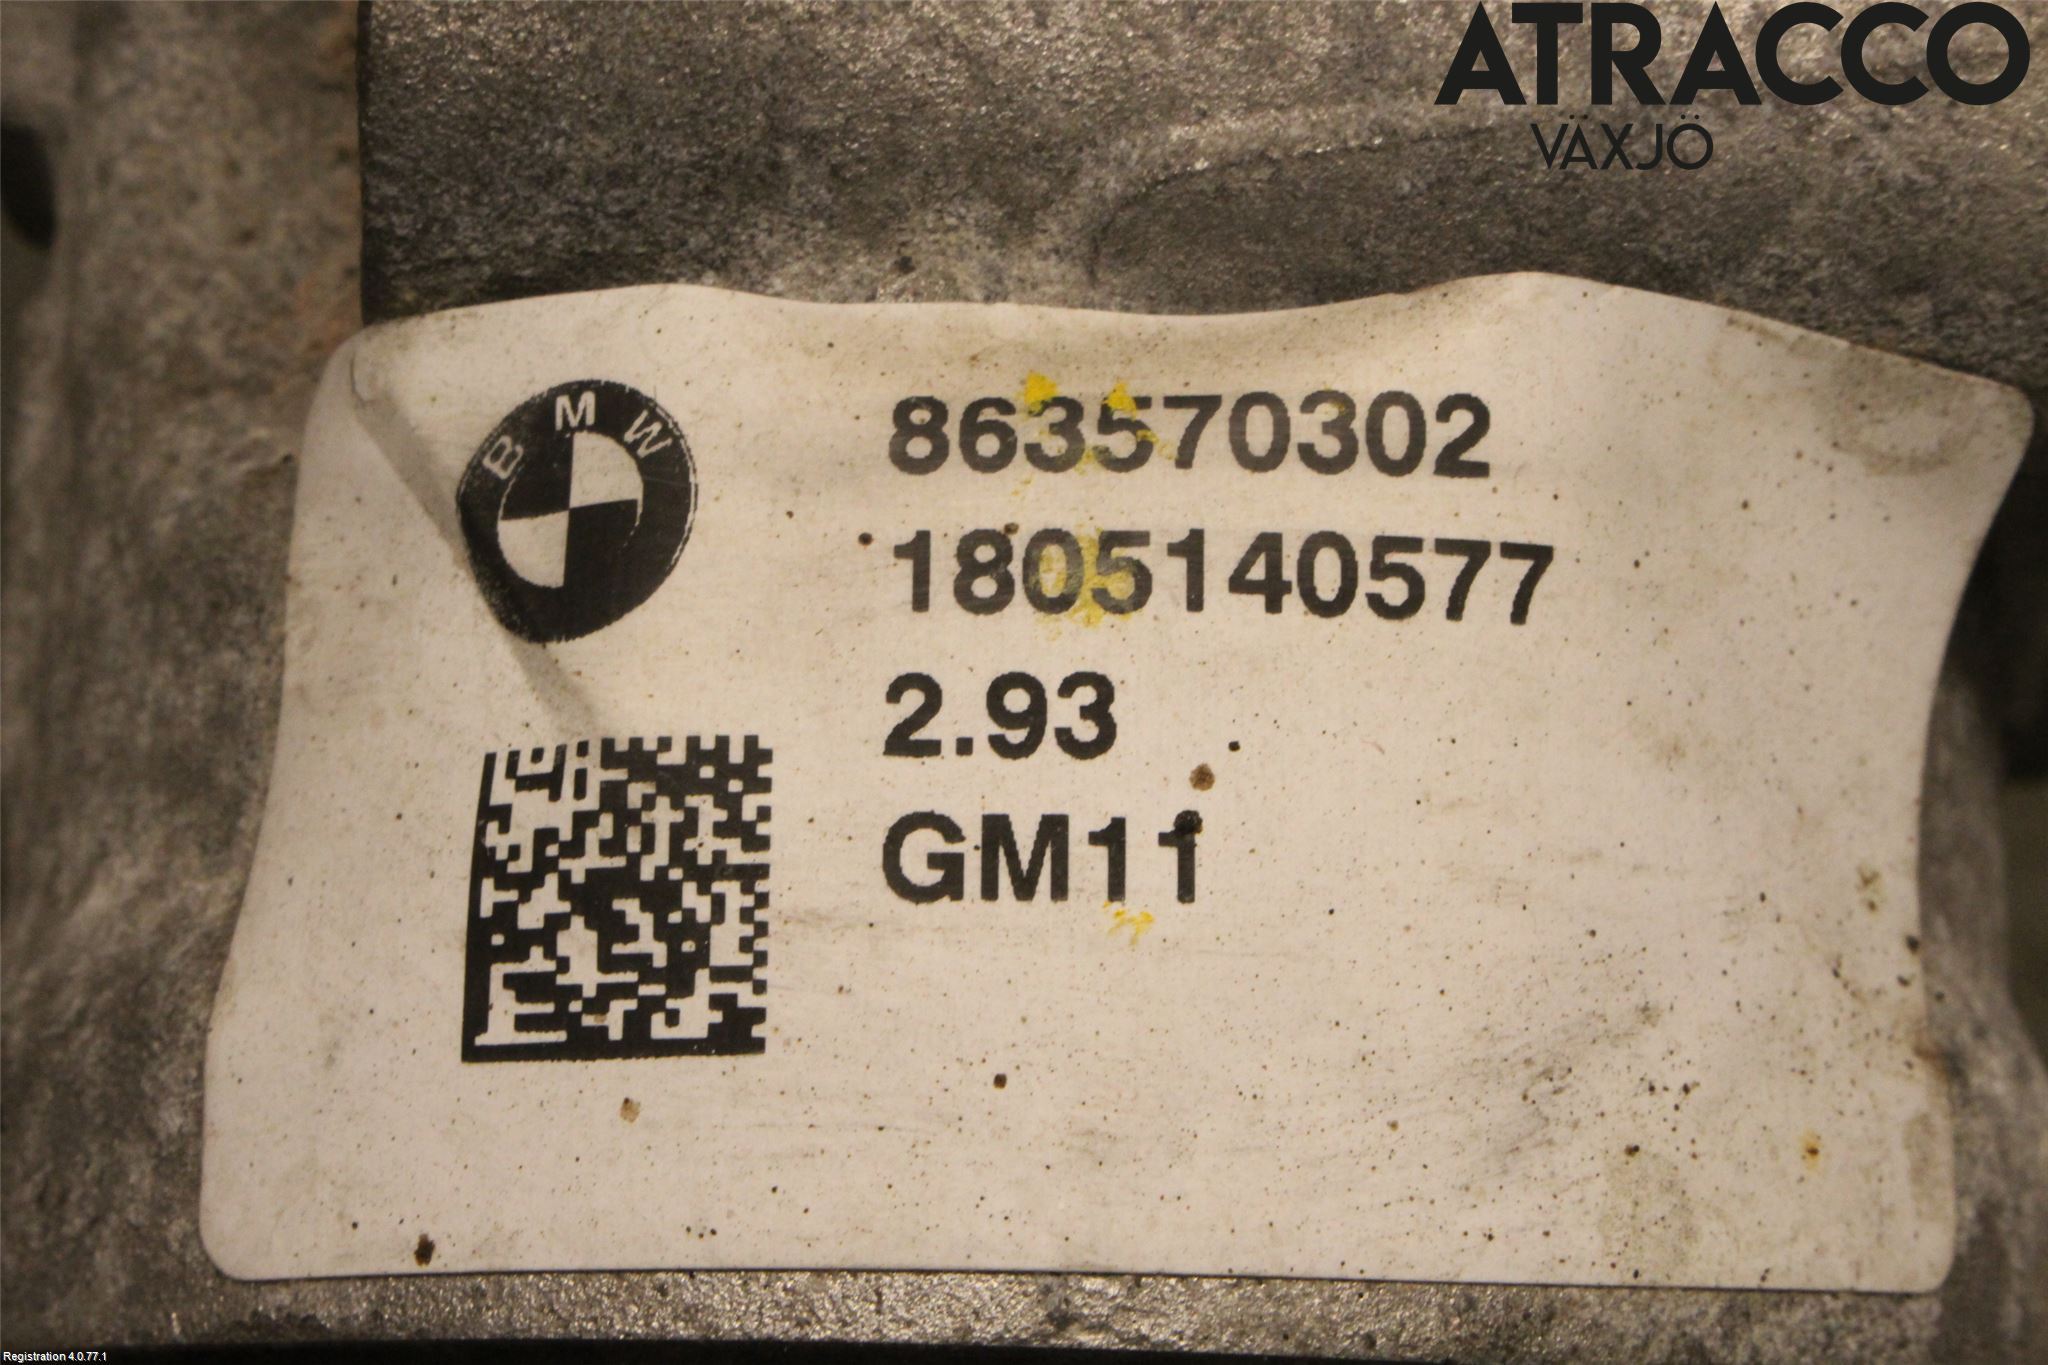 ATRACCO
VÄXJÖ
BMW
863570302
1805140577
2.93
GM11
Registration 4.0.77.1